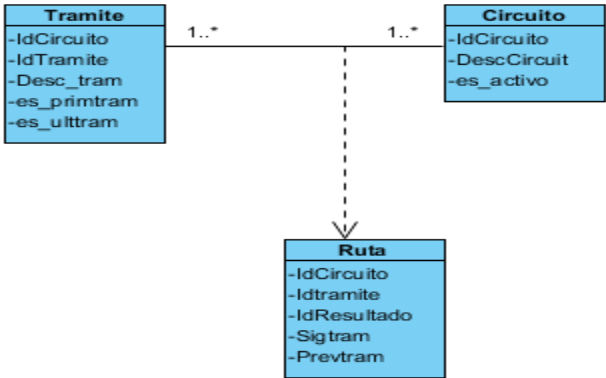 Tramite
-IdCircuito
-IdTramite
-Desc_tram
-es_primtram
-es_ulttram
1..*
1..*
Circuito
-IdCircuito
-DescCircuit
-es_activo
Ruta
-IdCircuito
-Idtramite
-IdResultado
-Sigtram
-Prevtram